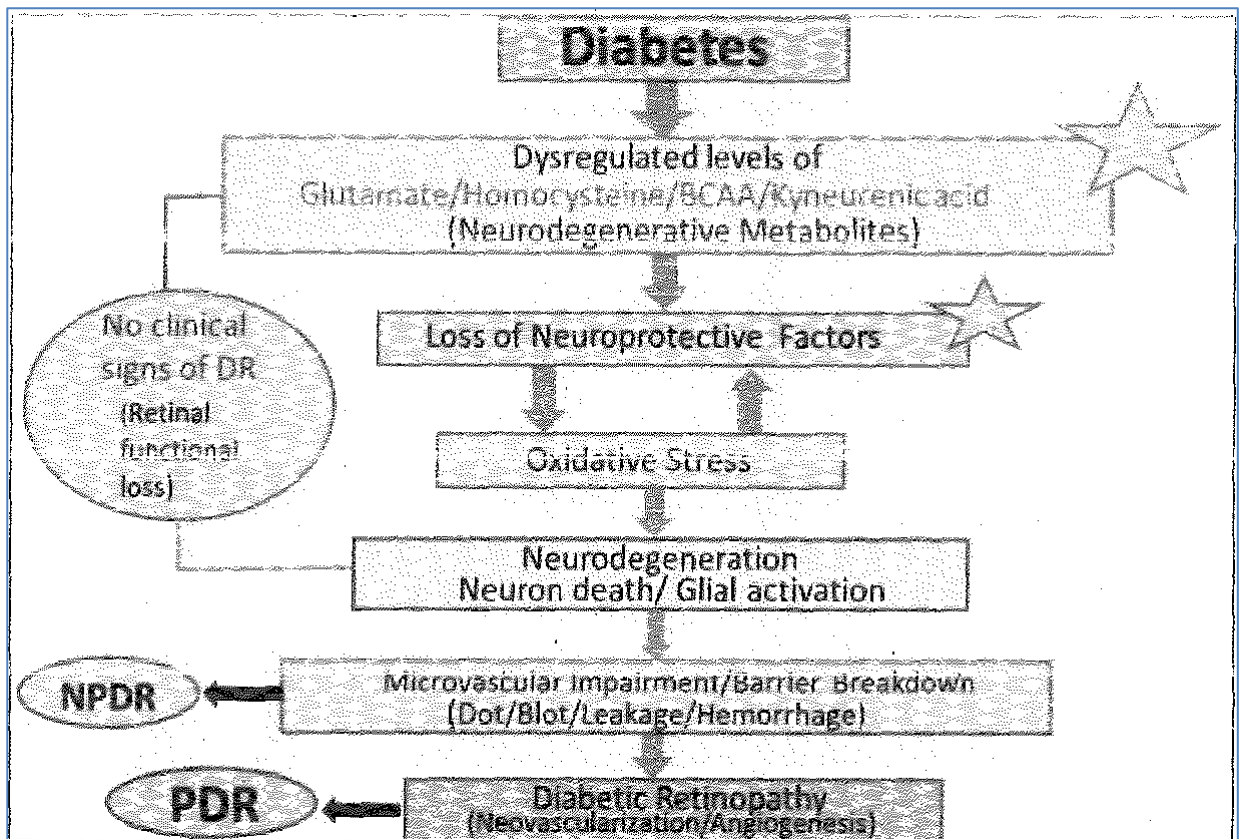 Diabetes
Dysregulated levels of
Glutamate/Homocysteine/BCAA/Kyneurenic acid
(Neurodegenerative Metabolites)
No clinical
signs of DR
(Retinal
functional
loss)
Loss of Neuroprotective Factors
Oxidative Stress
Neurodegeneration
Neuron death/ Glial activation
NPDR
Microvascular Impairment/Barrier Breakdown
(Dot/Blot/Leakage/Hemorrhage)
PDR
Diabetic Retinopathy
(Neovascularization/Angiogenesis)